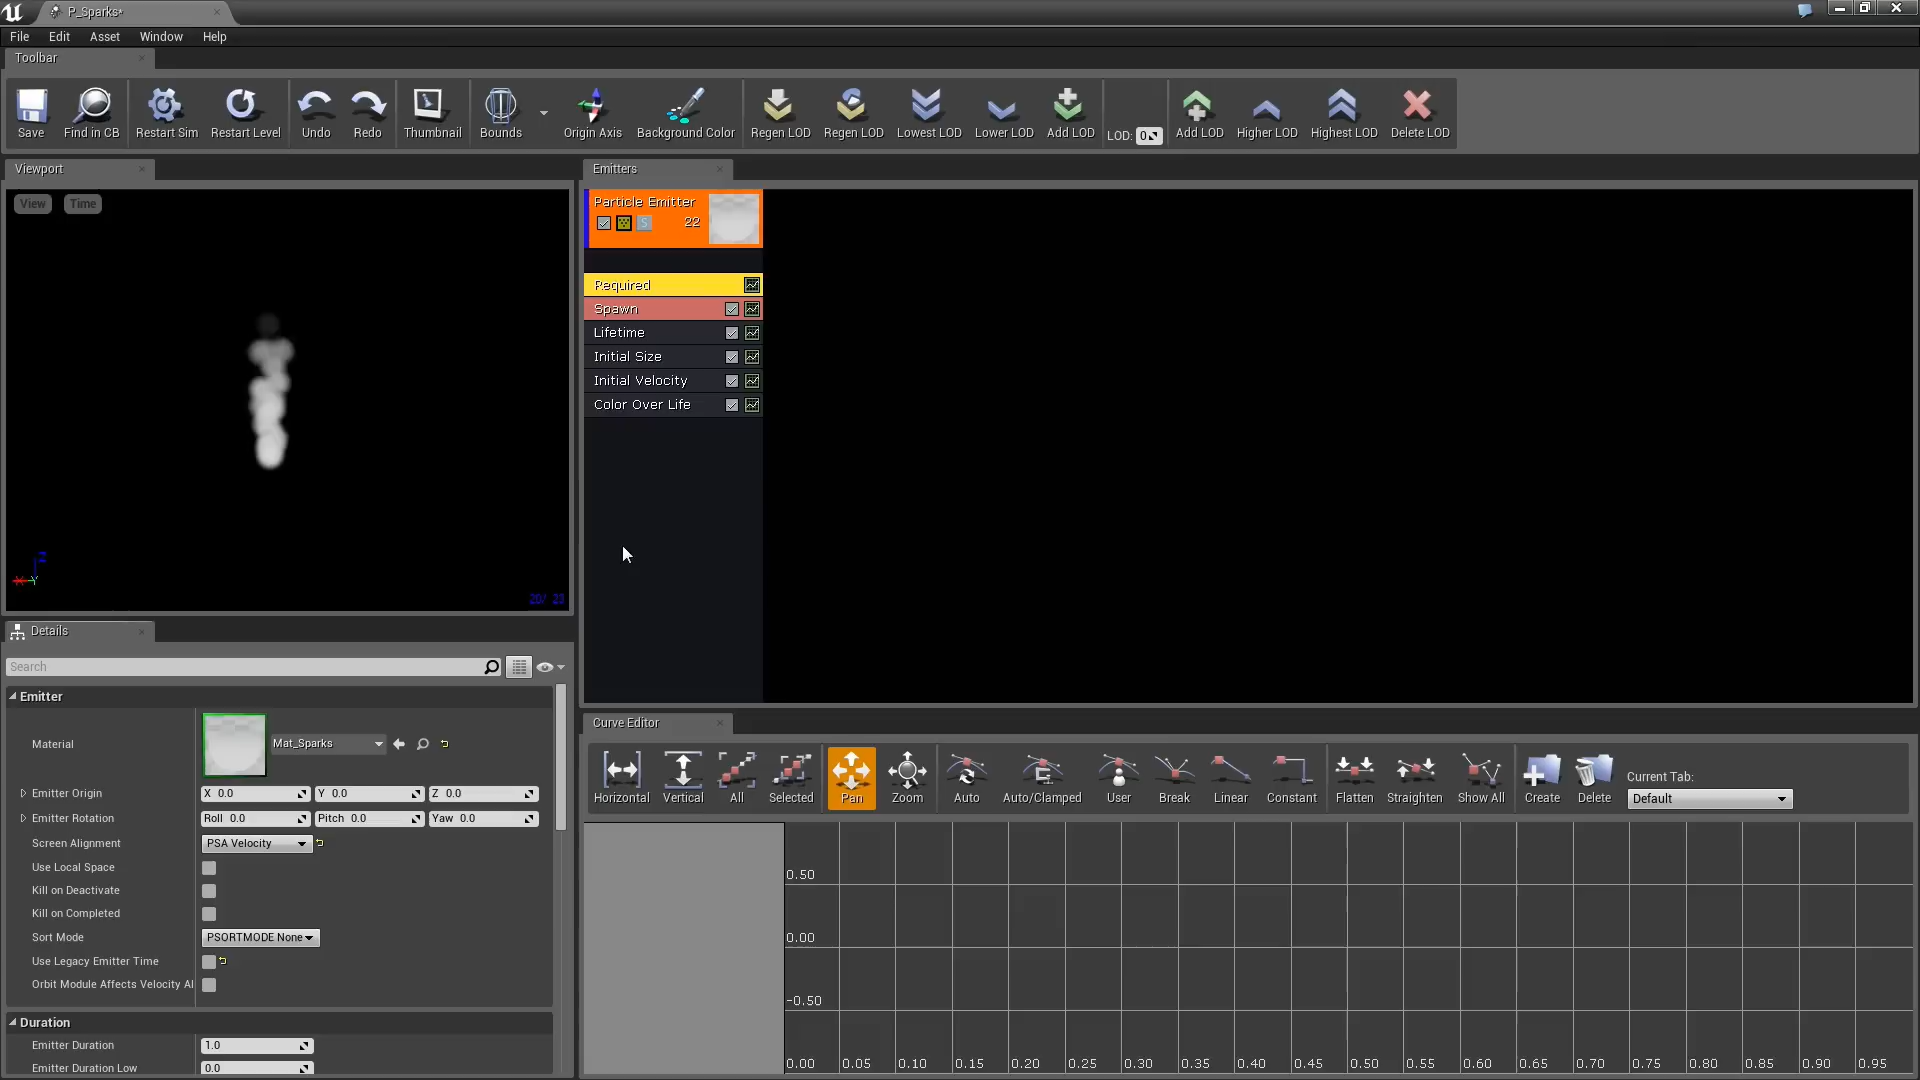 P_Sparks*
File Edit Asset Window Help
Toolbar
Save Find in CB Restart Sim Restart Level Undo Redo Thumbnail Bounds Origin Axis Background Color Regen LOD Regen LOD Lowest LOD Lower LOD Add LOD LOD: 0 Add LOD Higher LOD Highest LOD Delete LOD
Viewport
View Time
Z
X Y
20/ 23
Emitters
Particle Emitter
S 22
Required
Spawn
Lifetime
Initial Size
Initial Velocity
Color Over Life
Details
Search
Emitter
Material Mat_Sparks
Emitter Origin X 0.0 Y 0.0 Z 0.0
Emitter Rotation Roll 0.0 Pitch 0.0 Yaw 0.0
Screen Alignment PSA Velocity
Use Local Space
Kill on Deactivate
Kill on Completed
Sort Mode PSORTMODE None
Use Legacy Emitter Time
Orbit Module Affects Velocity Al
Duration
Emitter Duration 1.0
Emitter Duration Low 0.0
Curve Editor
Horizontal Vertical All Selected Pan Zoom Auto Auto/Clamped User Break Linear Constant Flatten Straighten Show All Create Delete
Current Tab:
Default
0.50
0.00
-0.50
0.00 0.05 0.10 0.15 0.20 0.25 0.30 0.35 0.40 0.45 0.50 0.55 0.60 0.65 0.70 0.75 0.80 0.85 0.90 0.95